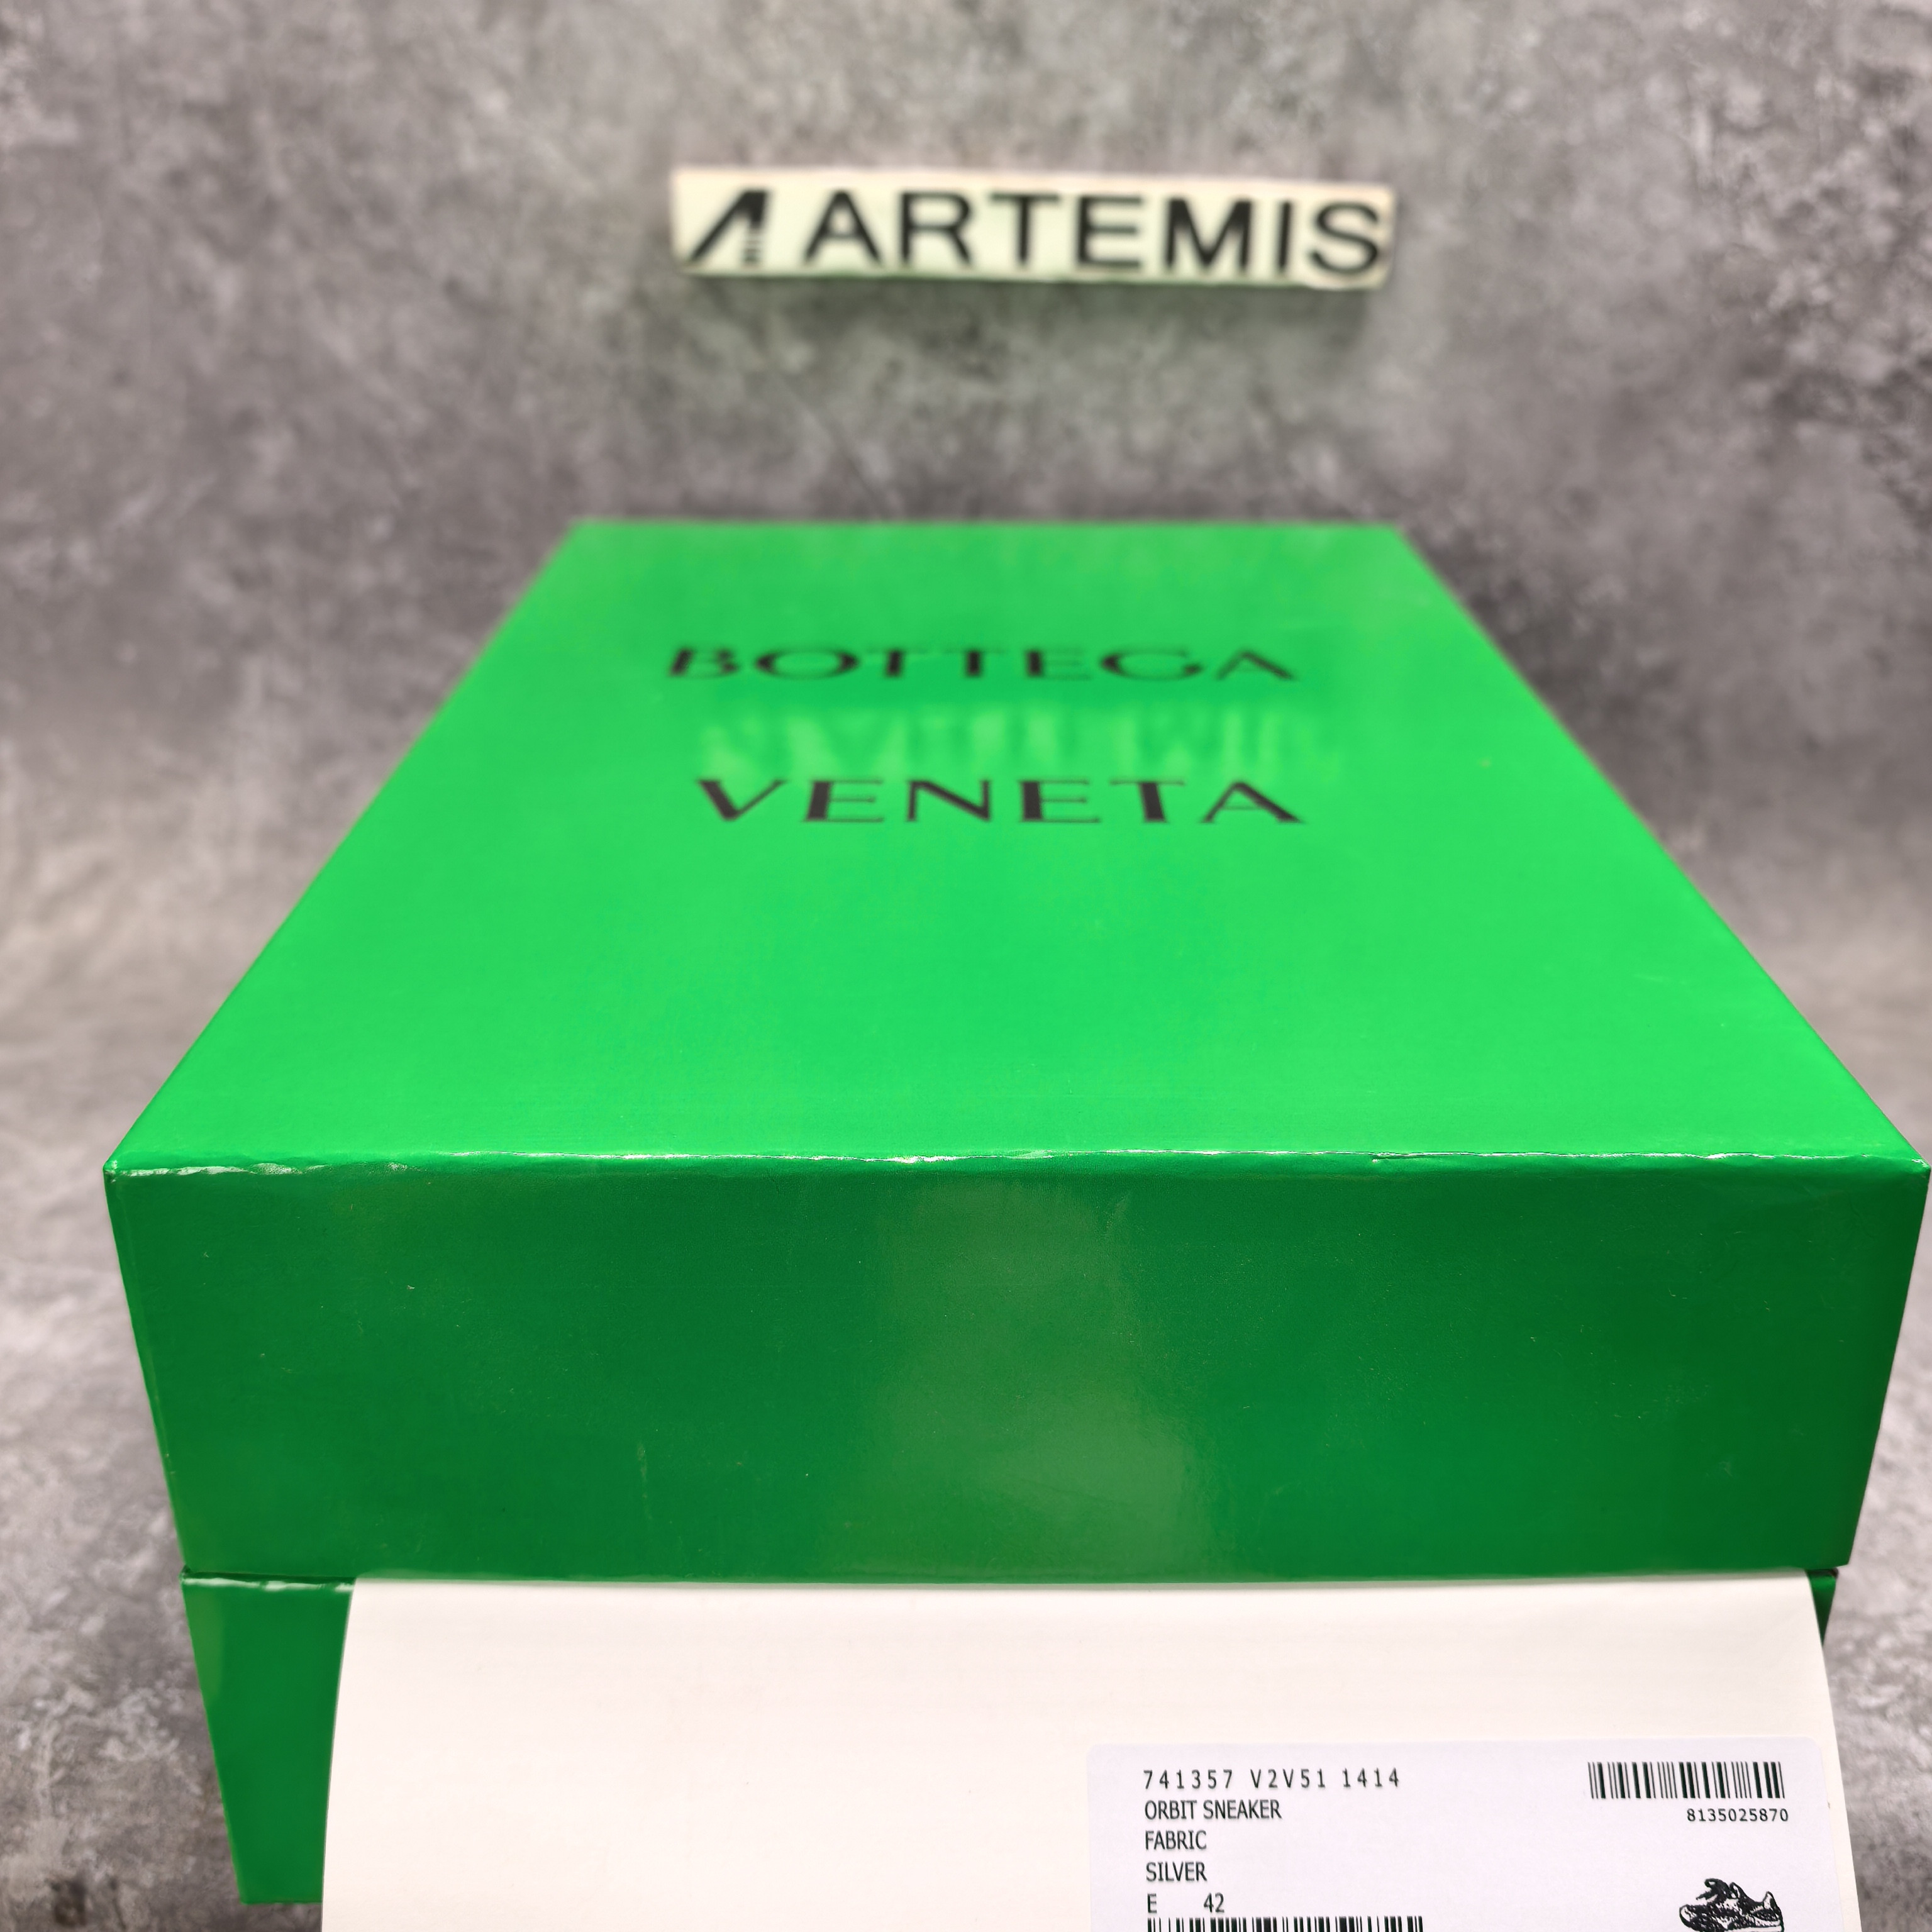 ARTEMIS
BOTTEGA
VENETA
741357 V2V51 1414
8135025870
ORBIT SNEAKER
FABRIC
SILVER
E 42